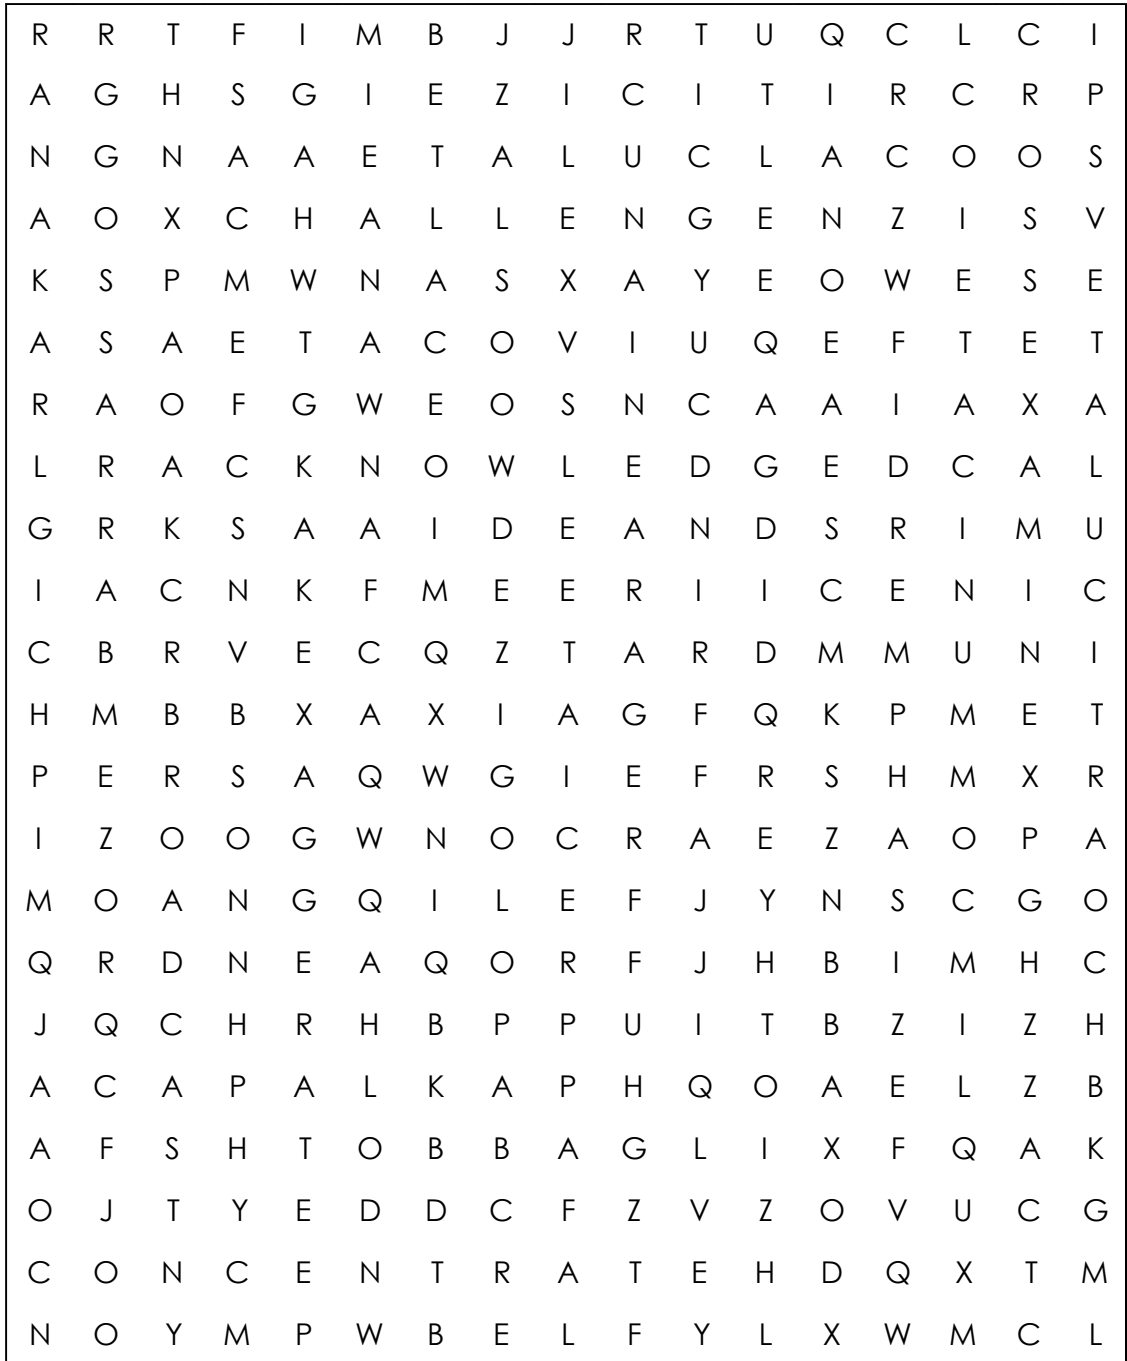 R R T F I M B J J R T U Q C L C I
A G H S G I E Z I C I T I R C R P
N G N A A E T A L U C L A C O O S
A O X C H A L L E N G E N Z I S V
K S P M W N A S X A Y E O W E S E
A S A E T A C O V I U Q E F T E T
R A O F G W E O S N C A A I A X A
L R A C K N O W L E D G E D C A L
G R K S A A I D E A N D S R I M U
I A C N K F M E E R I I C E N I C
C B R V E C Q Z T A R D M M U N I
H M B B X A X I A G F Q K P M E T
P E R S A Q W G I E F R S H M X R
I Z O O G W N O C R A E Z A O P A
M O A N G Q I L E F J Y N S C G O
Q R D N E A Q O R F J H B I M H C
J Q C H R H B P P U I T B Z I Z H
A C A P A L K A P H Q O A E L Z B
A F S H T O B B A G L I X F Q A K
O J T Y E D D C F Z V Z O V U C G
C O N C E N T R A T E H D Q X T M
N O Y M P W B E L F Y L X W M C L